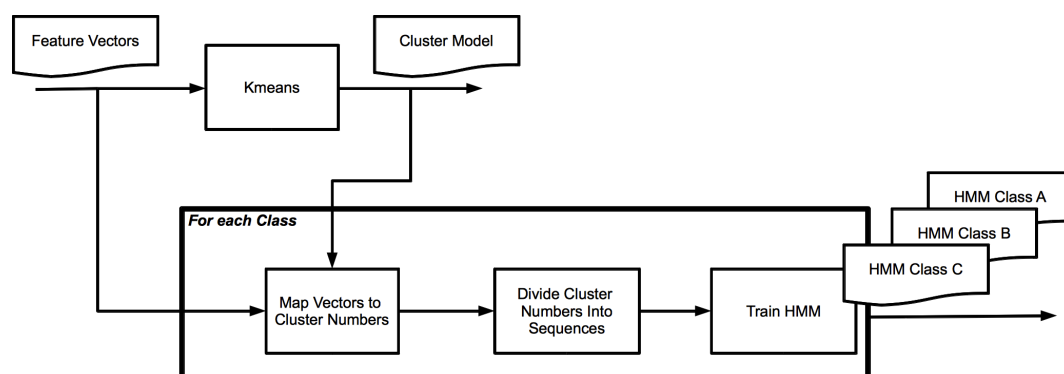 Feature Vectors
Kmeans
Cluster Model
For each Class
Map Vectors to
Cluster Numbers
Divide Cluster
Numbers Into
Sequences
Train HMM
HMM Class A
HMM Class B
HMM Class C